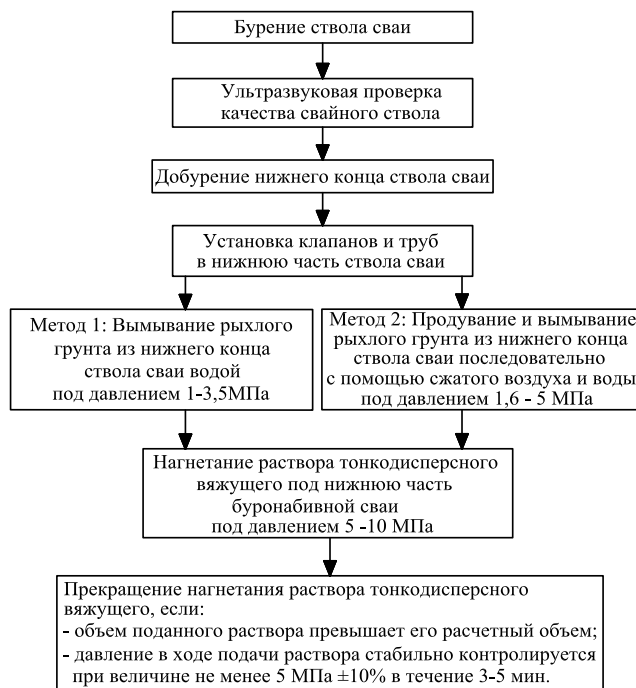 Бурение ствола сваи
Ультразвуковая проверка
качества свайного ствола
Добурение нижнего конца ствола сваи
Установка клапанов и труб
в нижнюю часть ствола сваи
Метод 1: Вымывание рыхлого
грунта из нижнего конца
ствола сваи водой
под давлением 1-3,5МПа
Метод 2: Продувание и вымывание
рыхлого грунта из нижнего конца
ствола сваи последовательно
с помощью сжатого воздуха и воды
под давлением 1,6 - 5 МПа
Нагнетание раствора тонкодисперсного
вяжущего под нижнюю часть
буронабивной сваи
под давлением 5 -10 МПа
Прекращение нагнетания раствора тонкодисперсного
вяжущего, если:
- объем поданного раствора превышает его расчетный объем;
- давление в ходе подачи раствора стабильно контролируется
при величине не менее 5 МПа ±10% в течение 3-5 мин.